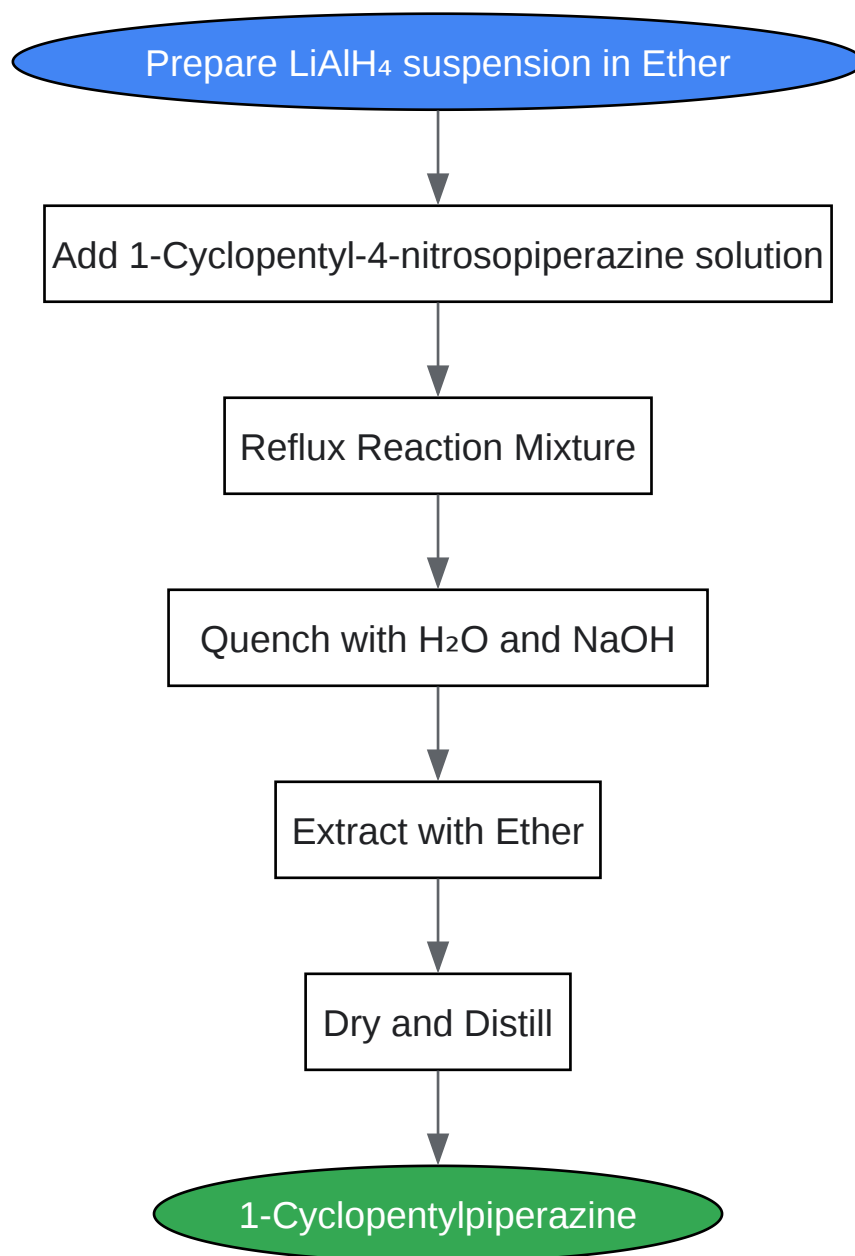 Prepare LiAlH₄ suspension in Ether
Add 1-Cyclopentyl-4-nitrosopiperazine solution
Reflux Reaction Mixture
Quench with H₂O and NaOH
Extract with Ether
Dry and Distill
1-Cyclopentylpiperazine